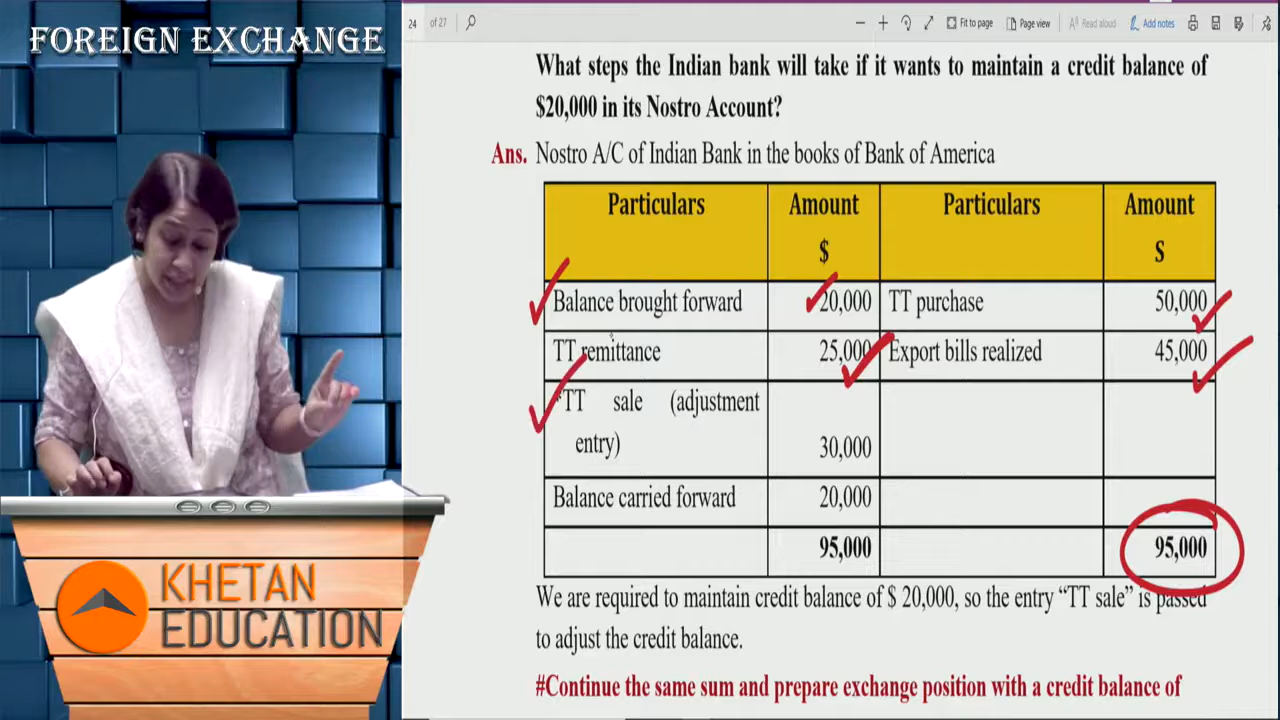 FOREIGN EXCHANGE
24 of 27
Fit to page
Page view
Read aloud
Add notes
What steps the Indian bank will take if it wants to maintain a credit balance of
$20,000 in its Nostro Account?
Ans. Nostro A/C of Indian Bank in the books of Bank of America
Particulars Amount $ Particulars Amount $
Balance brought forward 20,000 TT purchase 50,000
TT remittance 25,000 Export bills realized 45,000
*TT sale (adjustment
entry) 30,000
Balance carried forward 20,000
95,000 95,000
We are required to maintain credit balance of $ 20,000, so the entry “TT sale” is passed
to adjust the credit balance.
#Continue the same sum and prepare exchange position with a credit balance of
KHETAN
EDUCATION